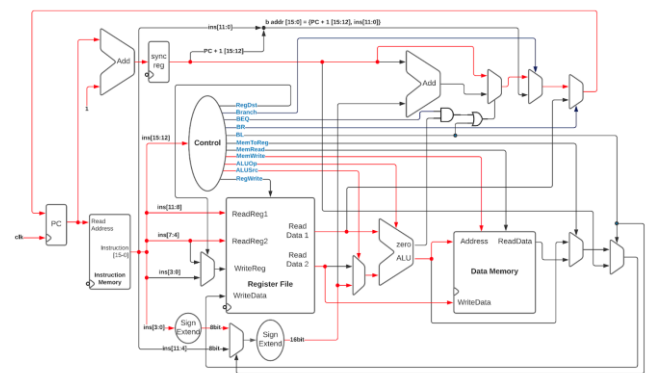 ins[11:0]
b addr [15:0] = {PC + 1 [15:12], ins[11:0]}
Add
sync
reg
PC + 1 [15:12]
Add
1
RegDst
Branch
BEQ
BR
BL
MemToReg
MemRead
MemWrite
ALUOp
ALUSrc
RegWrite
Control
ins[15-12]
PC
clk
Read
Address
Instruction
[15-0]
Instruction
Memory
ins[11:8]
ReadReg1
Read
Data 1
ins[7:4]
ReadReg2
Read
Data 2
WriteReg
ins[3:0]
Register File
WriteData
zero
ALU
Address
ReadData
Data Memory
WriteData
ins[3:0]
Sign
Extend
8bit
Sign
Extend
16bit
ins[11:4]
8bit